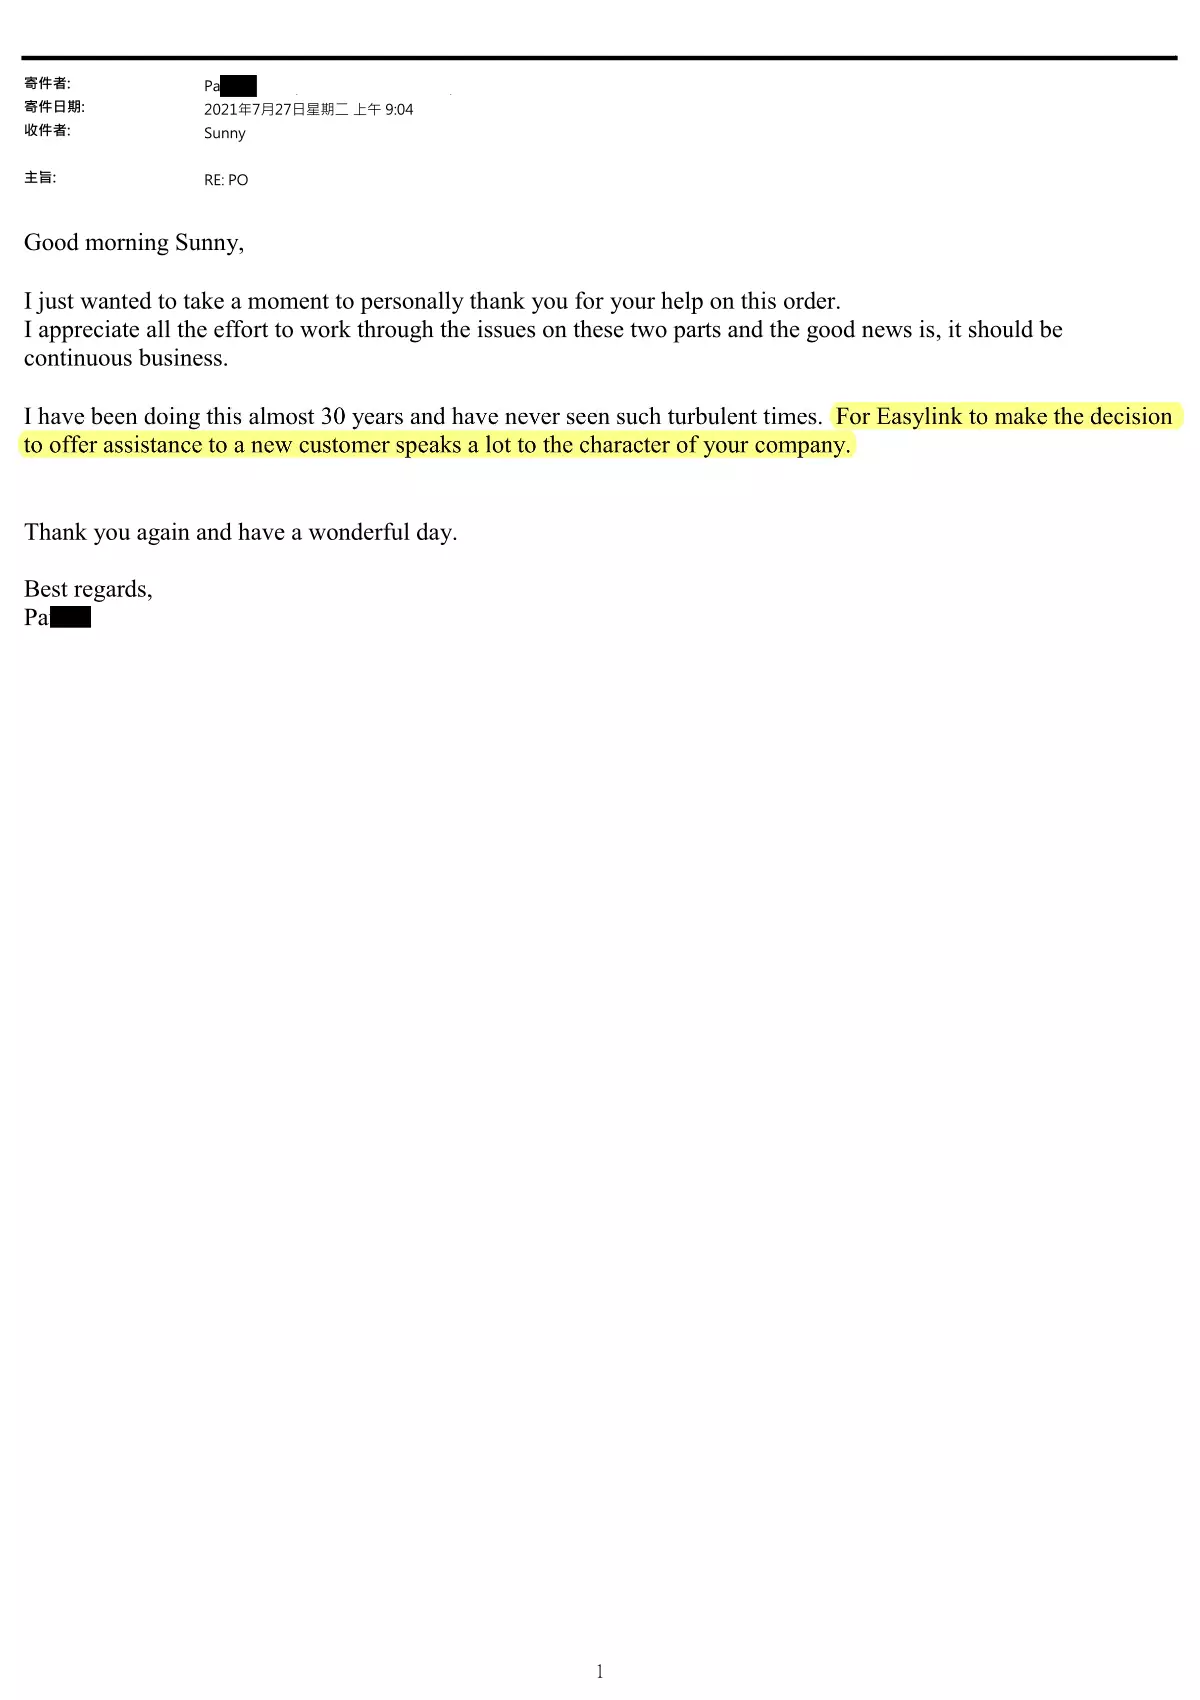 寄件者: Pa
寄件日期: 2021年7月27日星期二 上午 9:04
收件者: Sunny
主旨: RE: PO
Good morning Sunny,
I just wanted to take a moment to personally thank you for your help on this order.
I appreciate all the effort to work through the issues on these two parts and the good news is, it should be
continuous business.
I have been doing this almost 30 years and have never seen such turbulent times. For Easylink to make the decision
to offer assistance to a new customer speaks a lot to the character of your company.
Thank you again and have a wonderful day.
Best regards,
Pa
1